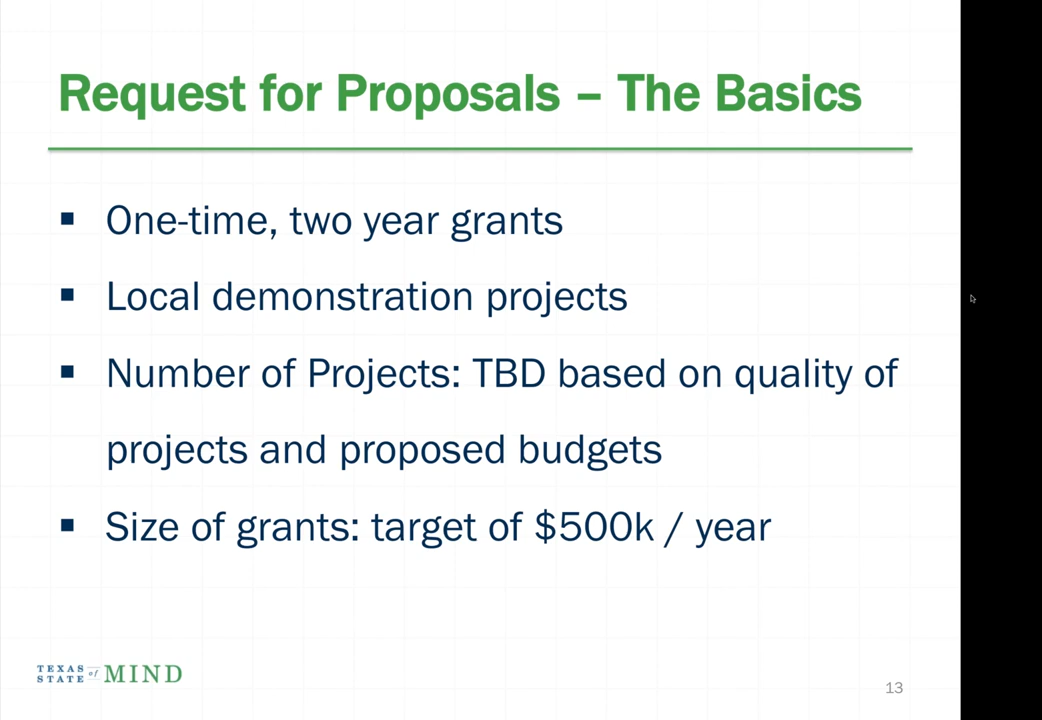 Request for Proposals – The Basics
▪ One-time, two year grants
▪ Local demonstration projects
▪ Number of Projects: TBD based on quality of
projects and proposed budgets
▪ Size of grants: target of $500k / year
TEXAS STATE of MIND
13